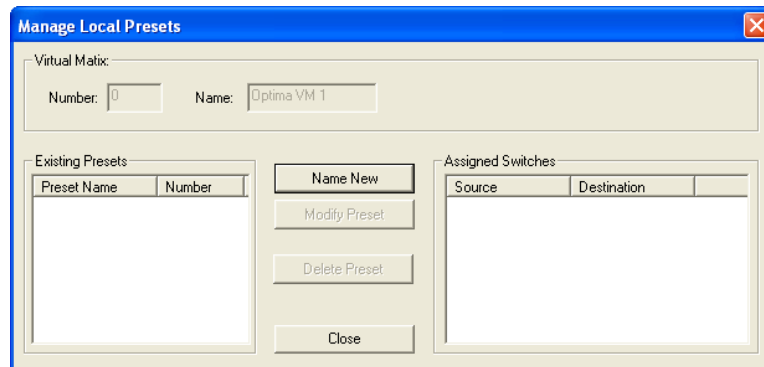 Manage Local Presets
Virtual Matix:
Number: 0 Name: Optima VM 1
Existing Presets
Preset Name Number
Name New
Modify Preset
Delete Preset
Close
Assigned Switches
Source Destination